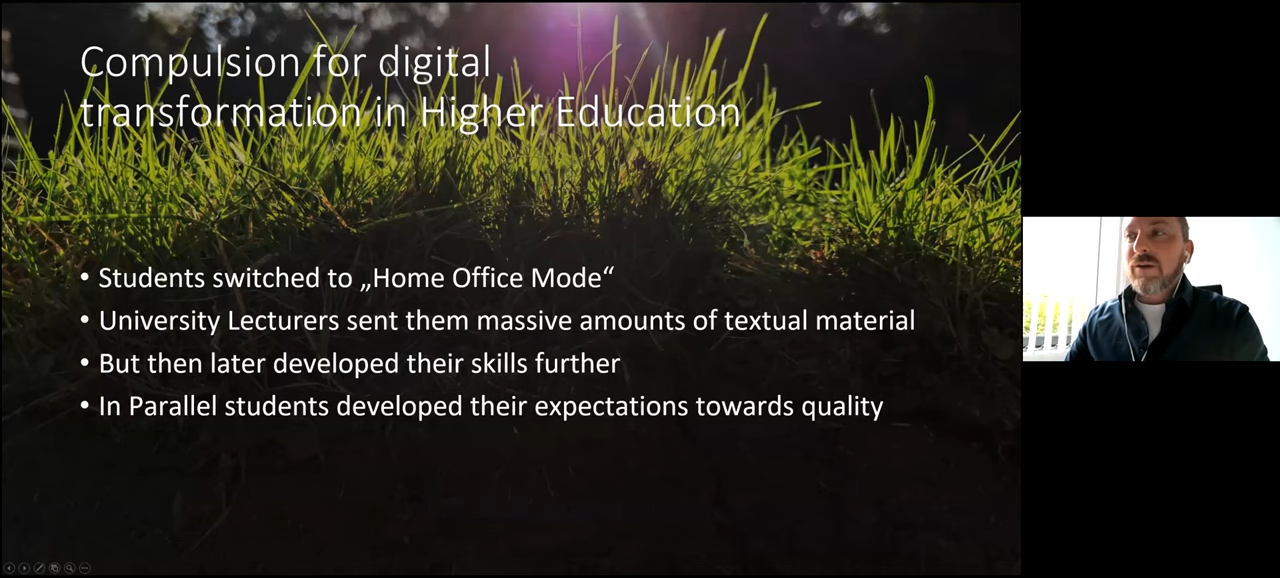 Compulsion for digital
transformation in Higher Education
• Students switched to „Home Office Mode“
• University Lecturers sent them massive amounts of textual material
• But then later developed their skills further
• In Parallel students developed their expectations towards quality